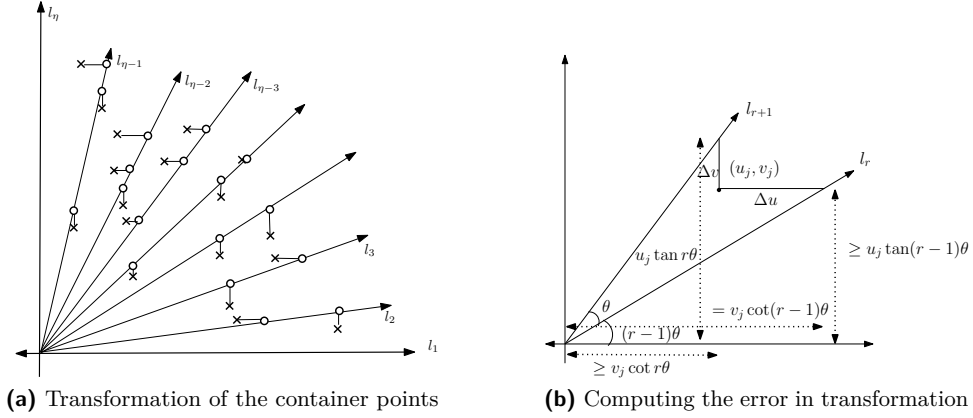 l_η
l_{η−1}
l_{η−2}
l_{η−3}
l_3
l_2
l_1
(a) Transformation of the container points
l_{r+1}
Δv
(u_j, v_j)
l_r
Δu
u_j tan rθ
≥ u_j tan(r−1)θ
θ
= v_j cot(r−1)θ
(r−1)θ
≥ v_j cot rθ
(b) Computing the error in transformation